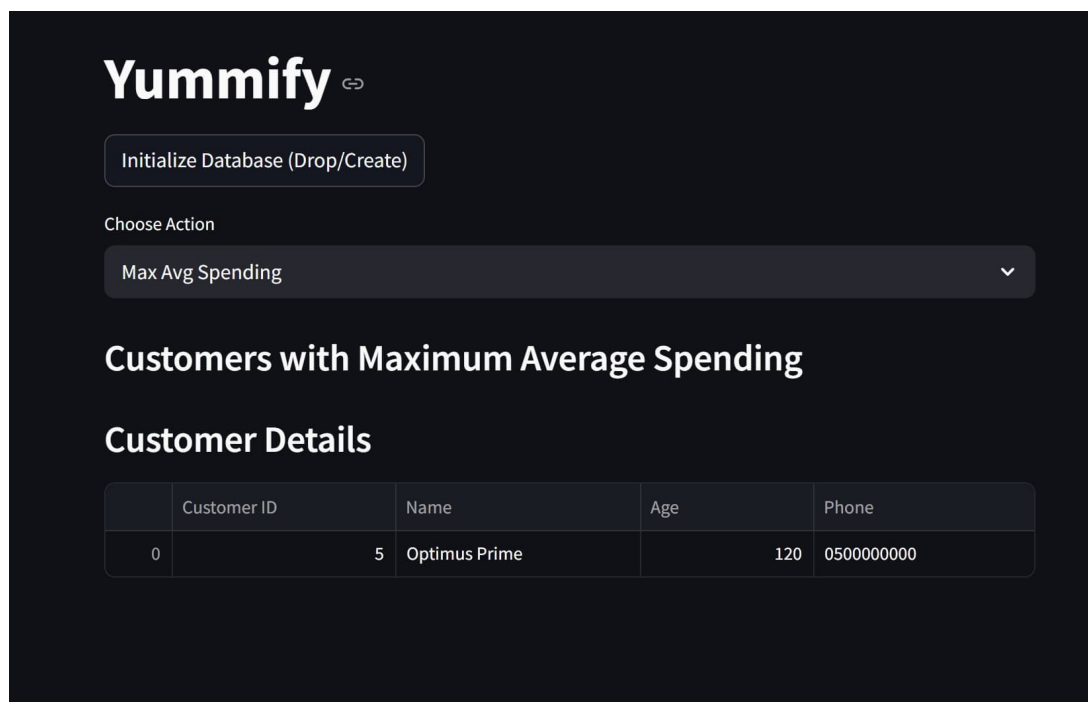 Yummify
Initialize Database (Drop/Create)
Choose Action
Max Avg Spending
Customers with Maximum Average Spending
Customer Details
Customer ID Name Age Phone
0 5 Optimus Prime 120 0500000000